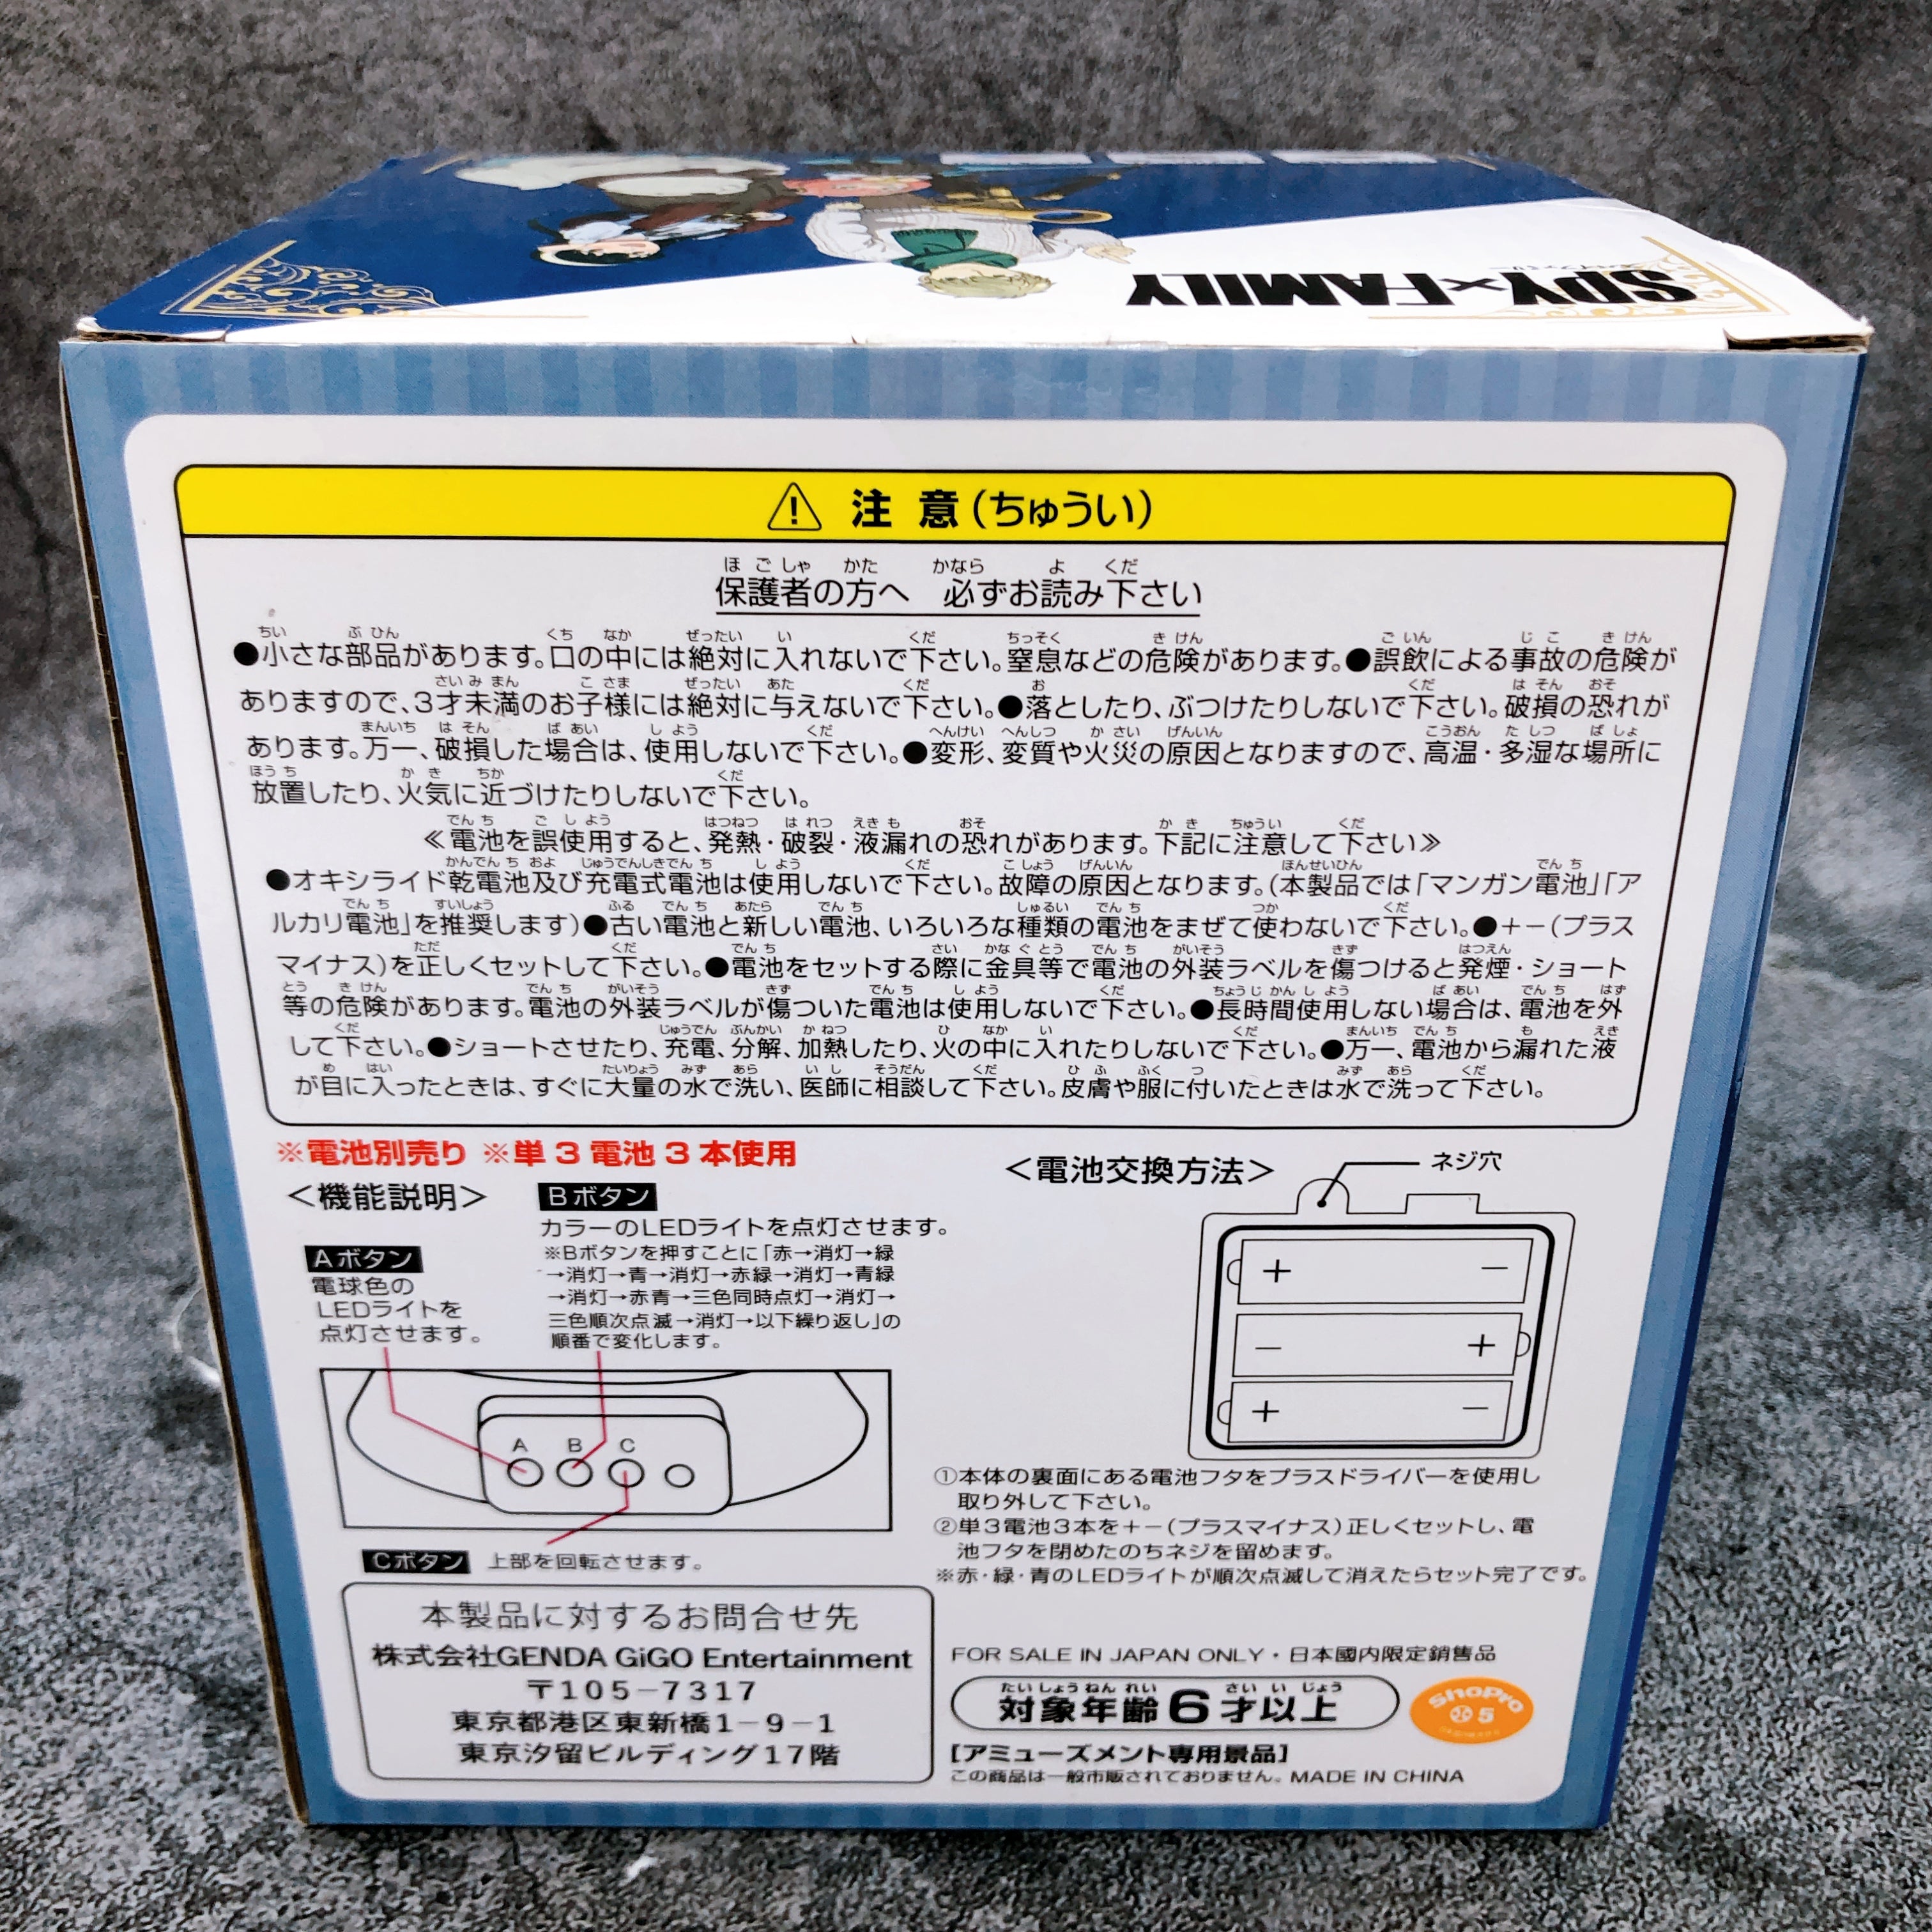 SPY×FAMILY
注意(ちゅうい)
保護者の方へ 必ずお読み下さい
●小さな部品があります。口の中には絶対に入れないで下さい。窒息などの危険があります。●誤飲による事故の危険が
ありますので、3才未満のお子様には絶対に与えないで下さい。●落としたり、ぶつけたりしないで下さい。破損の恐れが
あります。万一、破損した場合は、使用しないで下さい。●変形、変質や火災の原因となりますので、高温・多湿な場所に
放置したり、火気に近づけたりしないで下さい。
≪電池を誤使用すると、発熱・破裂・液漏れの恐れがあります。下記に注意して下さい≫
●オキシライド乾電池及び充電式電池は使用しないで下さい。故障の原因となります。(本製品では「マンガン電池」「ア
ルカリ電池」を推奨します)●古い電池と新しい電池、いろいろな種類の電池をまぜて使わないで下さい。●+−(プラス
マイナス)を正しくセットして下さい。●電池をセットする際に金具等で電池の外装ラベルを傷つけると発煙・ショート
等の危険があります。電池の外装ラベルが傷ついた電池は使用しないで下さい。●長時間使用しない場合は、電池を外
して下さい。●ショートさせたり、充電、分解、加熱したり、火の中に入れたりしないで下さい。●万一、電池から漏れた液
が目に入ったときは、すぐに大量の水で洗い、医師に相談して下さい。皮膚や服に付いたときは水で洗って下さい。
※電池別売り ※単3電池3本使用
<機能説明>
Aボタン
電球色の
LEDライトを
点灯させます。
Bボタン
カラーのLEDライトを点灯させます。
※Bボタンを押すことに「赤→消灯→緑
→消灯→青→消灯→赤緑→消灯→青緑
→消灯→赤青→三色同時点灯→消灯→
三色順次点滅→消灯→以下繰り返し」の
順番で変化します。
A B C
Cボタン 上部を回転させます。
<電池交換方法>
ネジ穴
+ −
− +
+ −
①本体の裏面にある電池フタをプラスドライバーを使用し
取り外して下さい。
②単3電池3本を+−(プラスマイナス)正しくセットし、電
池フタを閉めたのちネジを留めます。
※赤・緑・青のLEDライトが順次点滅して消えたらセット完了です。
本製品に対するお問合せ先
株式会社GENDA GiGO Entertainment
〒105−7317
東京都港区東新橋1−9−1
東京汐留ビルディング17階
FOR SALE IN JAPAN ONLY・日本國内限定銷售品
対象年齢6才以上
ShoPro
5
[アミューズメント専用景品]
この商品は一般市販されておりません。MADE IN CHINA